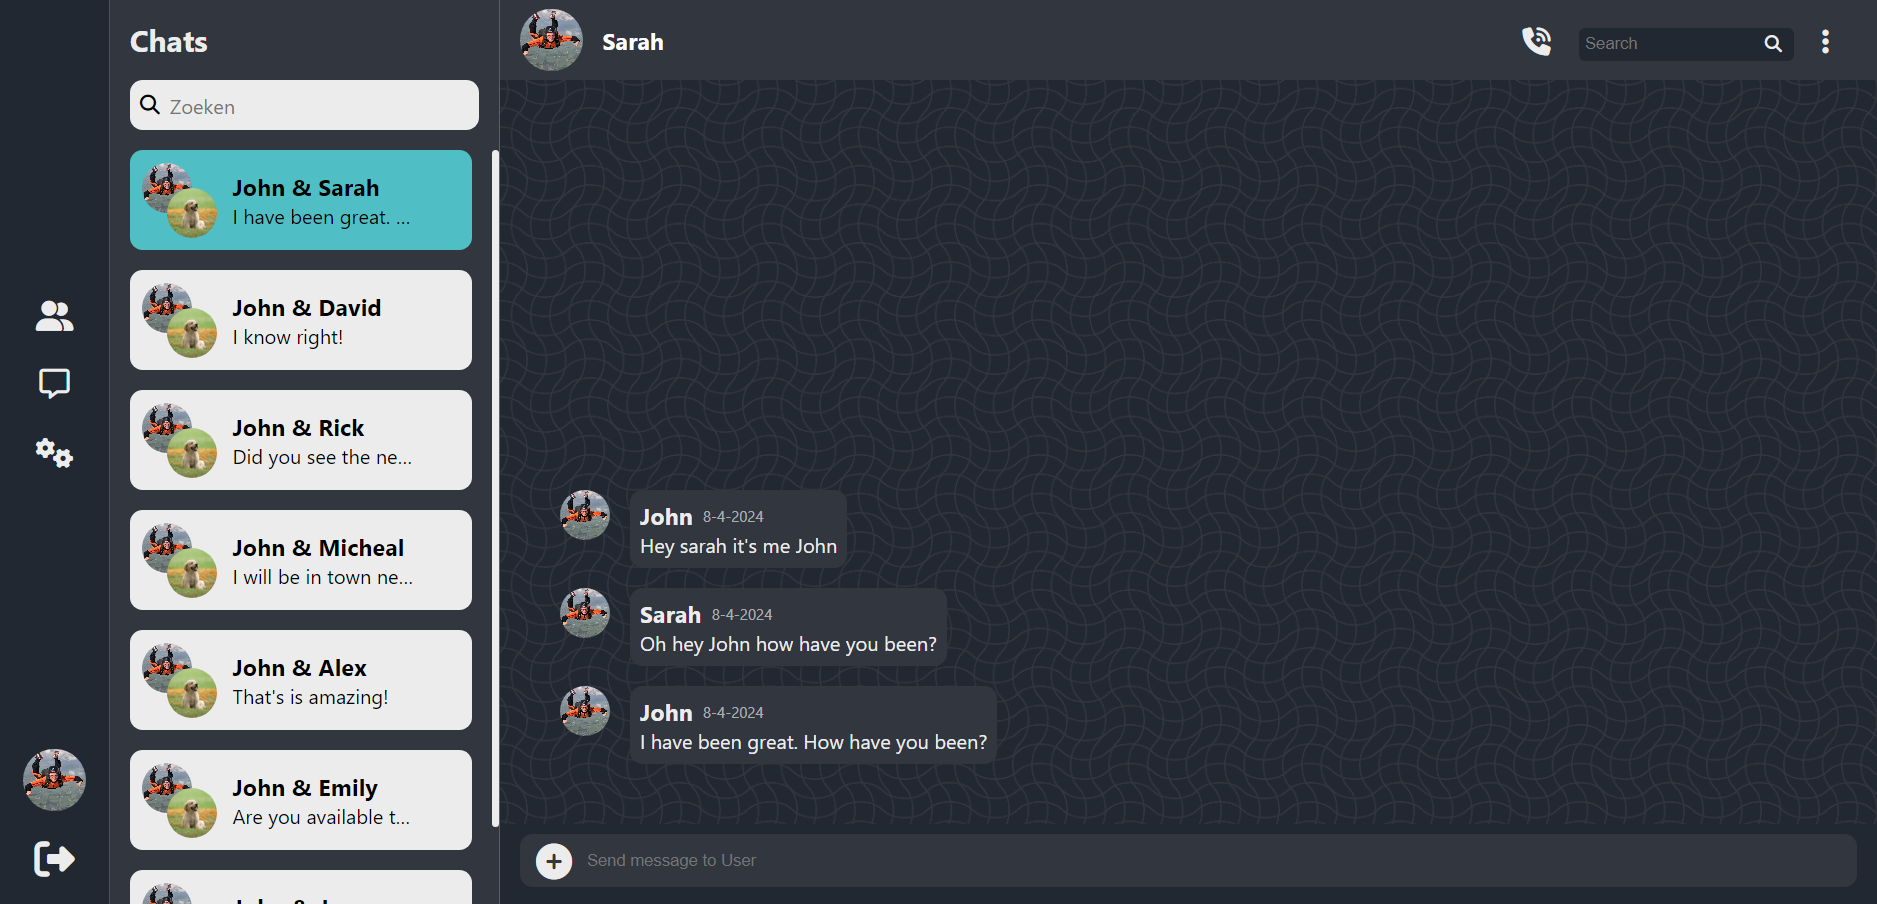 Chats
Zoeken
John & Sarah
I have been great. ...
John & David
I know right!
John & Rick
Did you see the ne...
John & Micheal
I will be in town ne...
John & Alex
That's is amazing!
John & Emily
Are you available t...
Sarah
Search
John 8-4-2024
Hey sarah it's me John
Sarah 8-4-2024
Oh hey John how have you been?
John 8-4-2024
I have been great. How have you been?
Send message to User